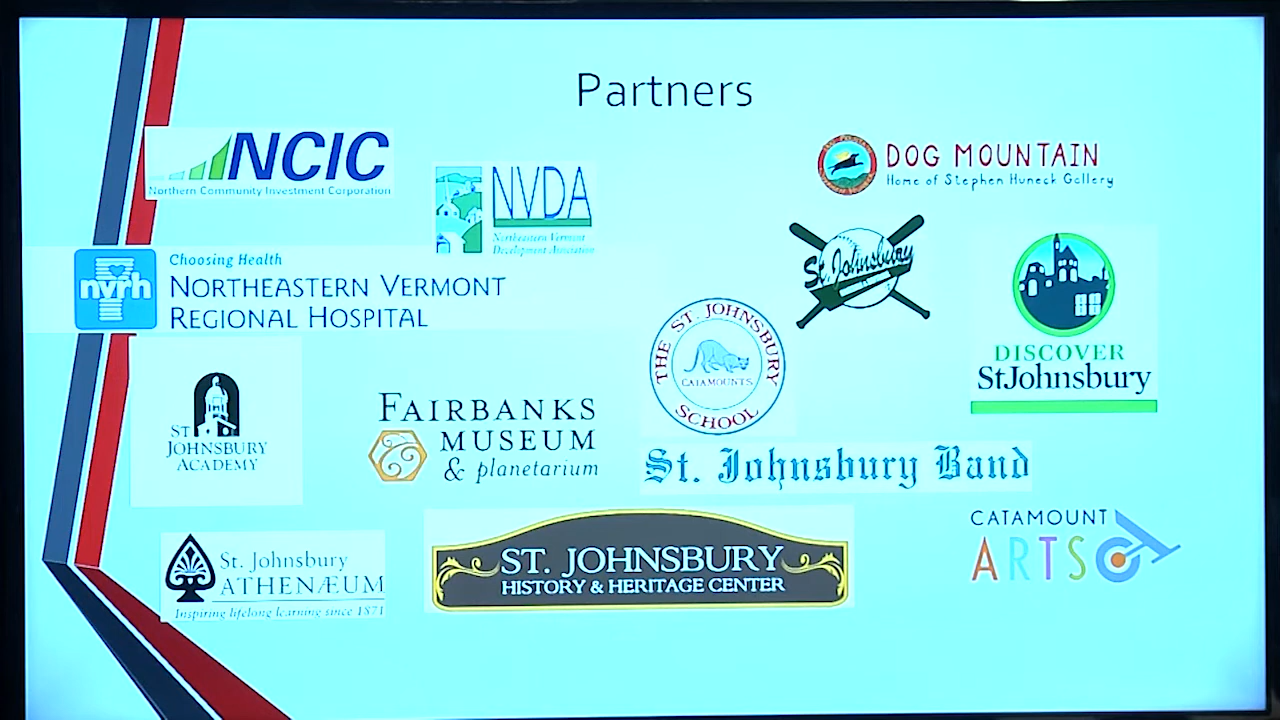 Partners
NCIC
Northern Community Investment Corporation
NVDA
Northeastern Vermont
Development Association
DOG MOUNTAIN
Home of Stephen Huneck Gallery
nvrh
Choosing Health
NORTHEASTERN VERMONT
REGIONAL HOSPITAL
St. Johnsbury
THE ST. JOHNSBURY
CATAMOUNTS
SCHOOL
DISCOVER
StJohnsbury
ST
JOHNSBURY
ACADEMY
FAIRBANKS
MUSEUM
& planetarium
St. Johnsbury Band
St. Johnsbury
ATHENÆUM
Inspiring lifelong learning since 1871
ST. JOHNSBURY
HISTORY & HERITAGE CENTER
CATAMOUNT
ARTS